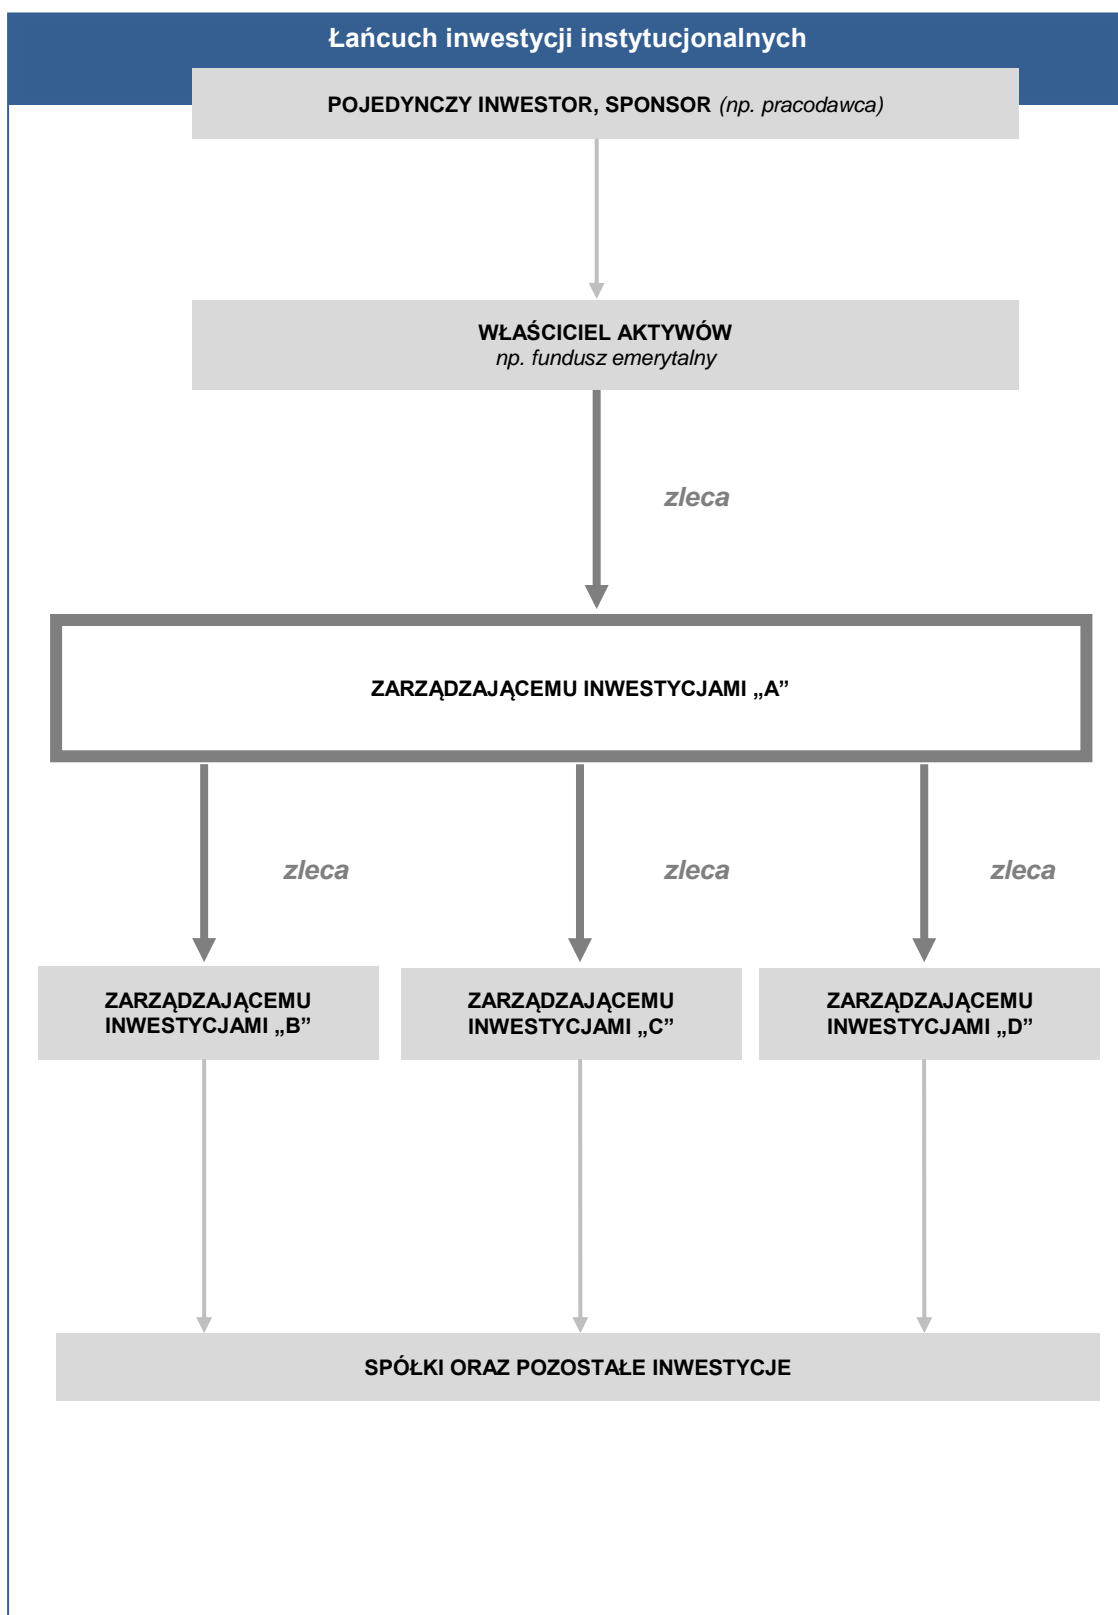 Łańcuch inwestycji instytucjonalnych
POJEDYNCZY INWESTOR, SPONSOR (np. pracodawca)
WŁAŚCICIEL AKTYWÓW
np. fundusz emerytalny
zleca
ZARZĄDZAJĄCEMU INWESTYCJAMI „A”
zleca
zleca
zleca
ZARZĄDZAJĄCEMU
INWESTYCJAMI „B”
ZARZĄDZAJĄCEMU
INWESTYCJAMI „C”
ZARZĄDZAJĄCEMU
INWESTYCJAMI „D”
SPÓŁKI ORAZ POZOSTAŁE INWESTYCJE